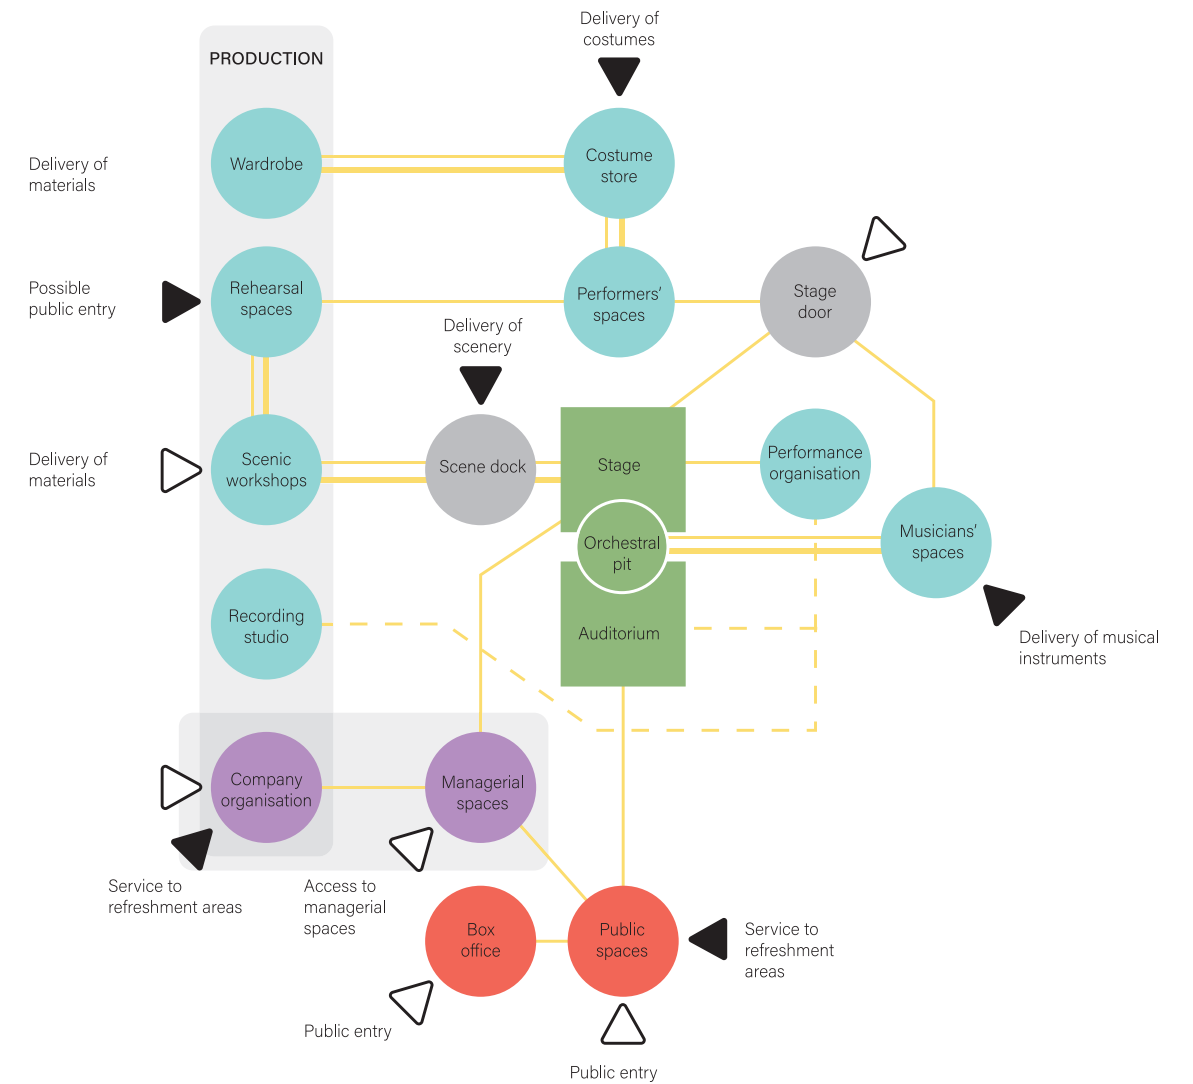 Delivery of
costumes
PRODUCTION
Delivery of
materials
Wardrobe
Costume
store
Possible
public entry
Rehearsal
spaces
Performers’
spaces
Stage
door
Delivery of
scenery
Delivery of
materials
Scenic
workshops
Scene dock
Stage
Performance
organisation
Orchestral
pit
Musicians’
spaces
Recording
studio
Auditorium
Delivery of musical
instruments
Company
organisation
Managerial
spaces
Service to
refreshment areas
Access to
managerial
spaces
Box
office
Public
spaces
Service to
refreshment
areas
Public entry
Public entry